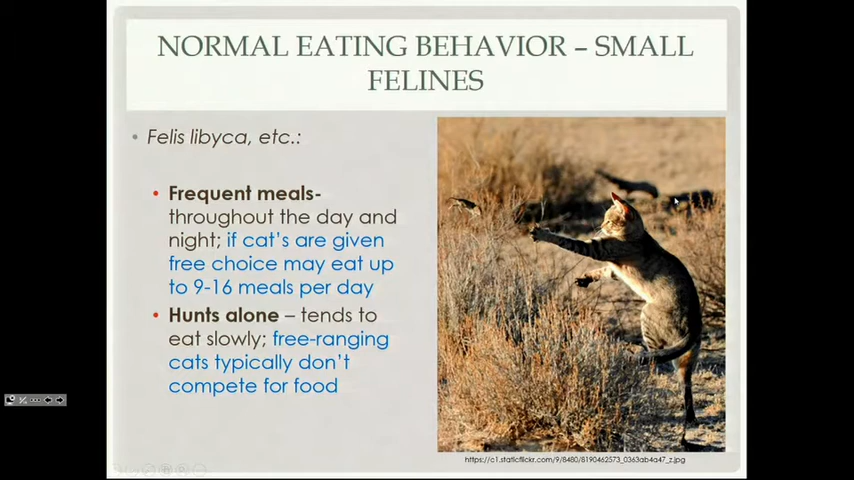 NORMAL EATING BEHAVIOR – SMALL
FELINES
• Felis libyca, etc.:
• Frequent meals-
throughout the day and
night; if cat's are given
free choice may eat up
to 9-16 meals per day
• Hunts alone – tends to
eat slowly; free-ranging
cats typically don't
compete for food
https://c1.staticflickr.com/9/8480/8190462573_0363ab4a47_z.jpg